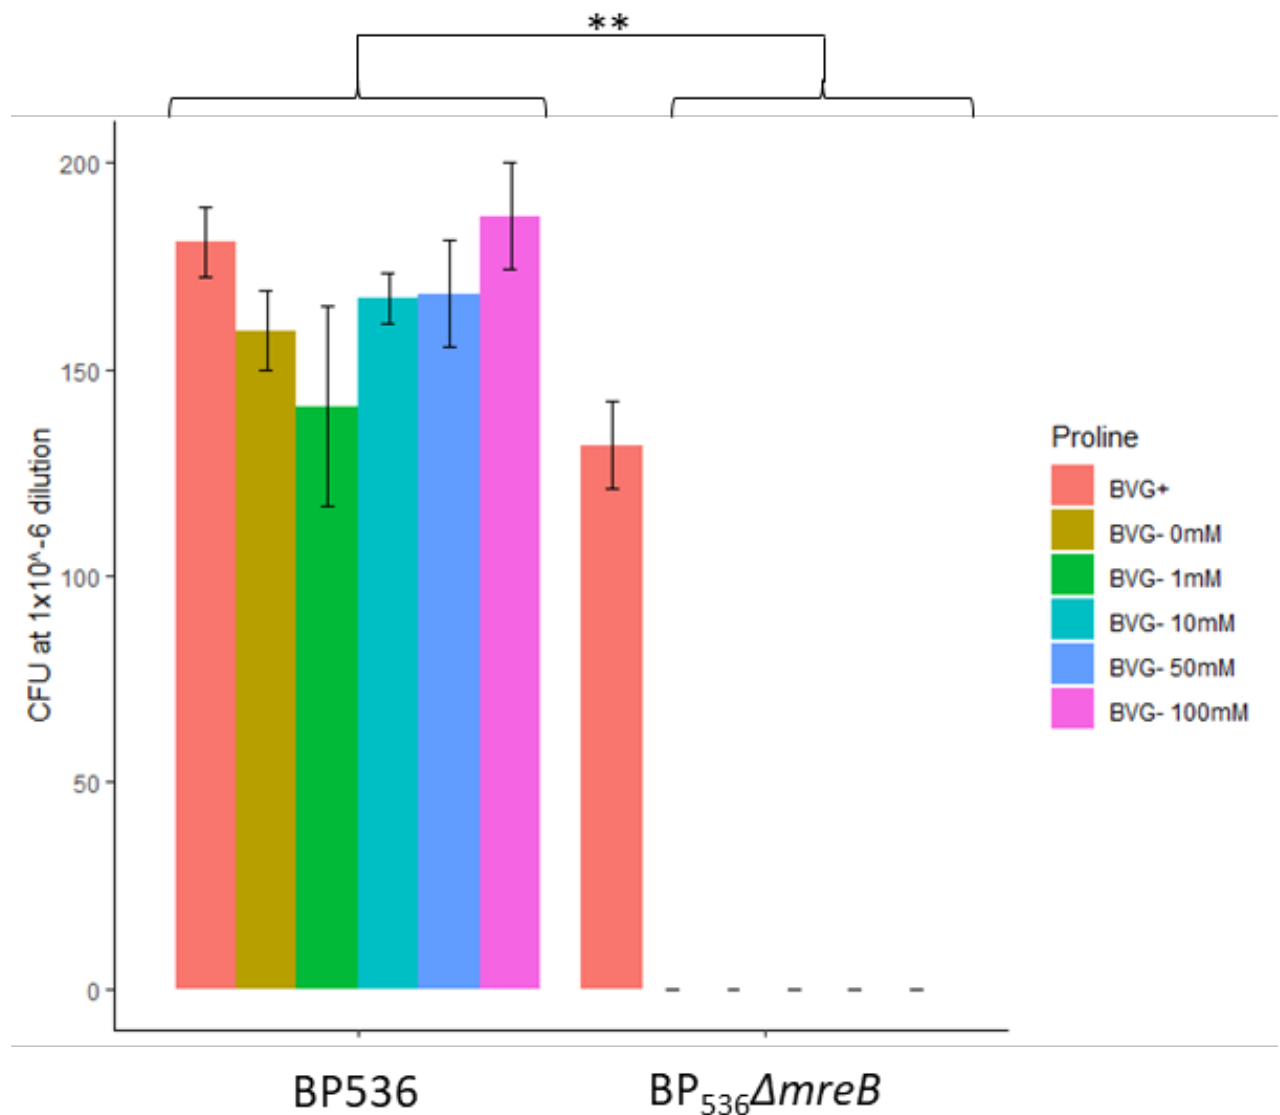 **
200
150
100
50
0
CFU at 1x10^-6 dilution
BP536
BP536ΔmreB
Proline
BVG+
BVG- 0mM
BVG- 1mM
BVG- 10mM
BVG- 50mM
BVG- 100mM